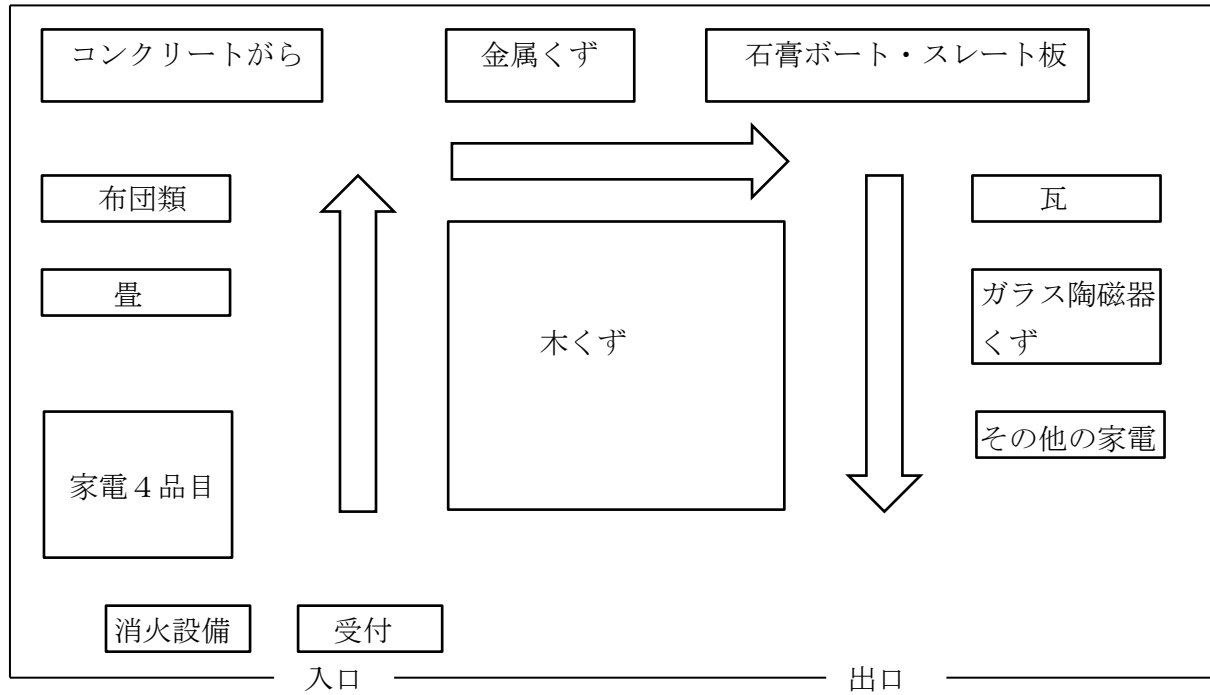 コンクリートがら
金属くず
石膏ボート・スレート板
布団類
瓦
畳
ガラス陶磁器
くず
木くず
その他の家電
家電４品目
消火設備
受付
入口
出口